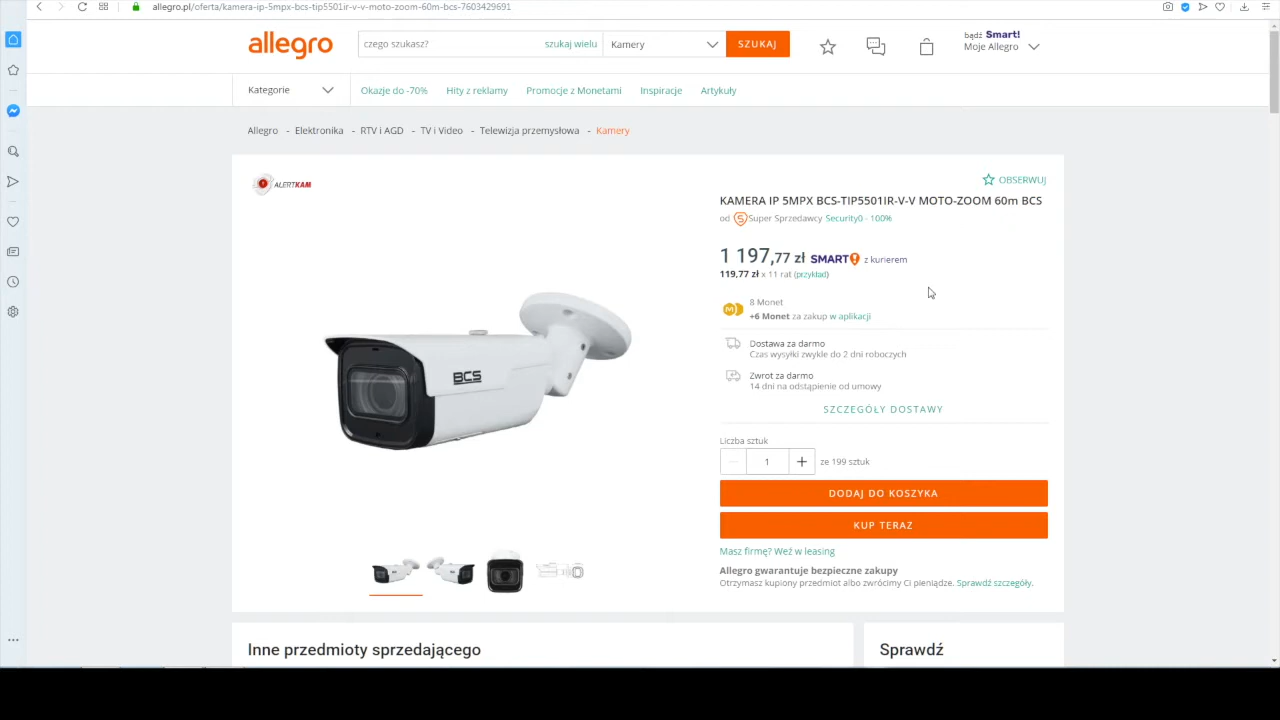 allegro.pl/oferta/kamera-ip-5mpx-bcs-tip5501ir-v-v-moto-zoom-60m-bcs-7603429691
allegro
czego szukasz?
szukaj wielu
Kamery
SZUKAJ
bądź Smart!
Moje Allegro
Kategorie
Okazje do -70%
Hity z reklamy
Promocje z Monetami
Inspiracje
Artykuły
Allegro - Elektronika - RTV i AGD - TV i Video - Telewizja przemysłowa - Kamery
ALERTKAM
OBSERWUJ
KAMERA IP 5MPX BCS-TIP5501IR-V-V MOTO-ZOOM 60m BCS
od Super Sprzedawcy Security0 - 100%
1 197,77 zł SMART! z kurierem
119,77 zł x 11 rat (przykład)
8 Monet
+6 Monet za zakup w aplikacji
Dostawa za darmo
Czas wysyłki zwykle do 2 dni roboczych
Zwrot za darmo
14 dni na odstąpienie od umowy
SZCZEGÓŁY DOSTAWY
Liczba sztuk
1
ze 199 sztuk
DODAJ DO KOSZYKA
KUP TERAZ
Masz firmę? Weź w leasing
Allegro gwarantuje bezpieczne zakupy
Otrzymasz kupiony przedmiot albo zwrócimy Ci pieniądze. Sprawdź szczegóły.
BCS
Inne przedmioty sprzedającego
Sprawdź